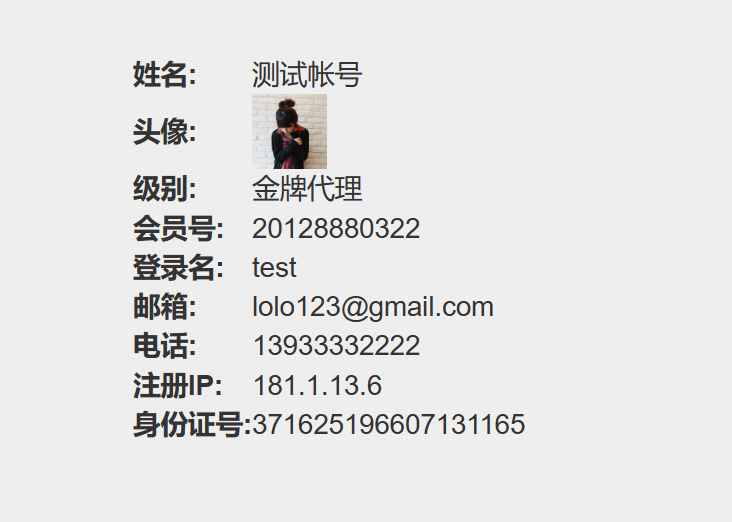 姓名: 测试帐号
头像:
级别: 金牌代理
会员号: 20128880322
登录名: test
邮箱: lolo123@gmail.com
电话: 13933332222
注册IP: 181.1.13.6
身份证号:371625196607131165